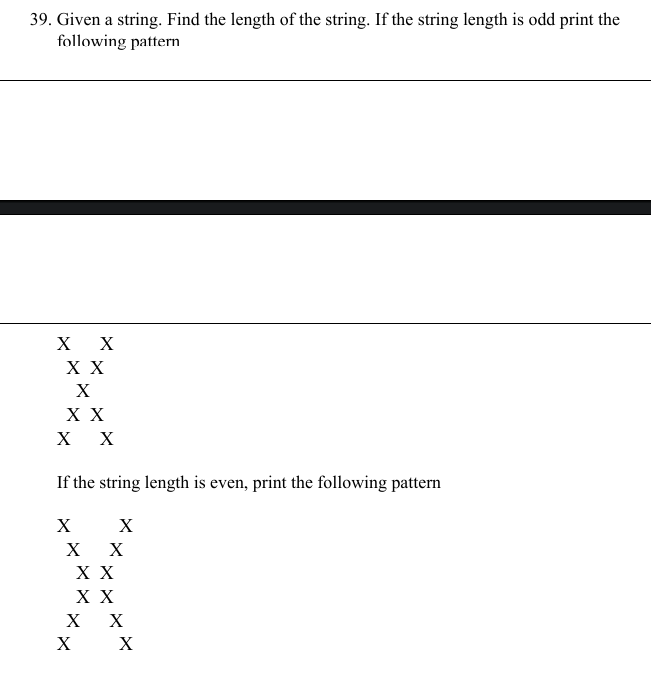 39. Given a string. Find the length of the string. If the string length is odd print the
following pattern
X   X
 X X
  X
 X X
X   X
If the string length is even, print the following pattern
X     X
 X   X
  X X
  X X
 X   X
X     X